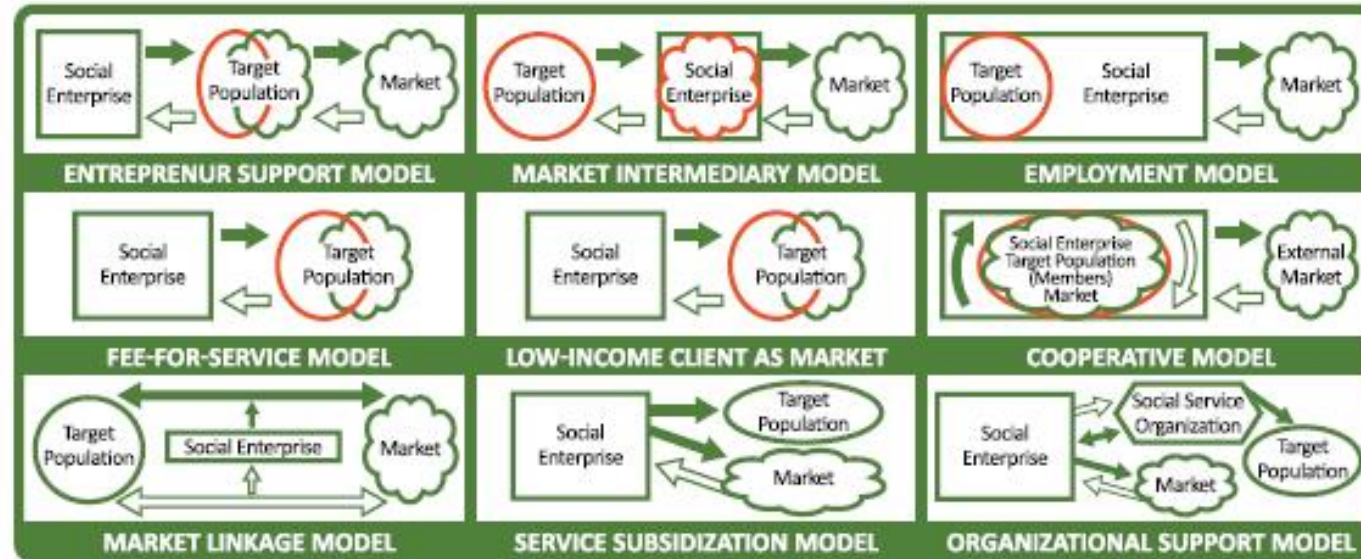 Social
Enterprise
Target
Population
Market
ENTREPRENUR SUPPORT MODEL
Target
Population
Social
Enterprise
Market
MARKET INTERMEDIARY MODEL
Target
Population
Social
Enterprise
Market
EMPLOYMENT MODEL
Social
Enterprise
Target
Population
FEE-FOR-SERVICE MODEL
Social
Enterprise
Target
Population
LOW-INCOME CLIENT AS MARKET
Social Enterprise
Target Population
(Members)
Market
External
Market
COOPERATIVE MODEL
Target
Population
Social Enterprise
Market
MARKET LINKAGE MODEL
Social
Enterprise
Target
Population
Market
SERVICE SUBSIDIZATION MODEL
Social
Enterprise
Social Service
Organization
Market
Target
Population
ORGANIZATIONAL SUPPORT MODEL